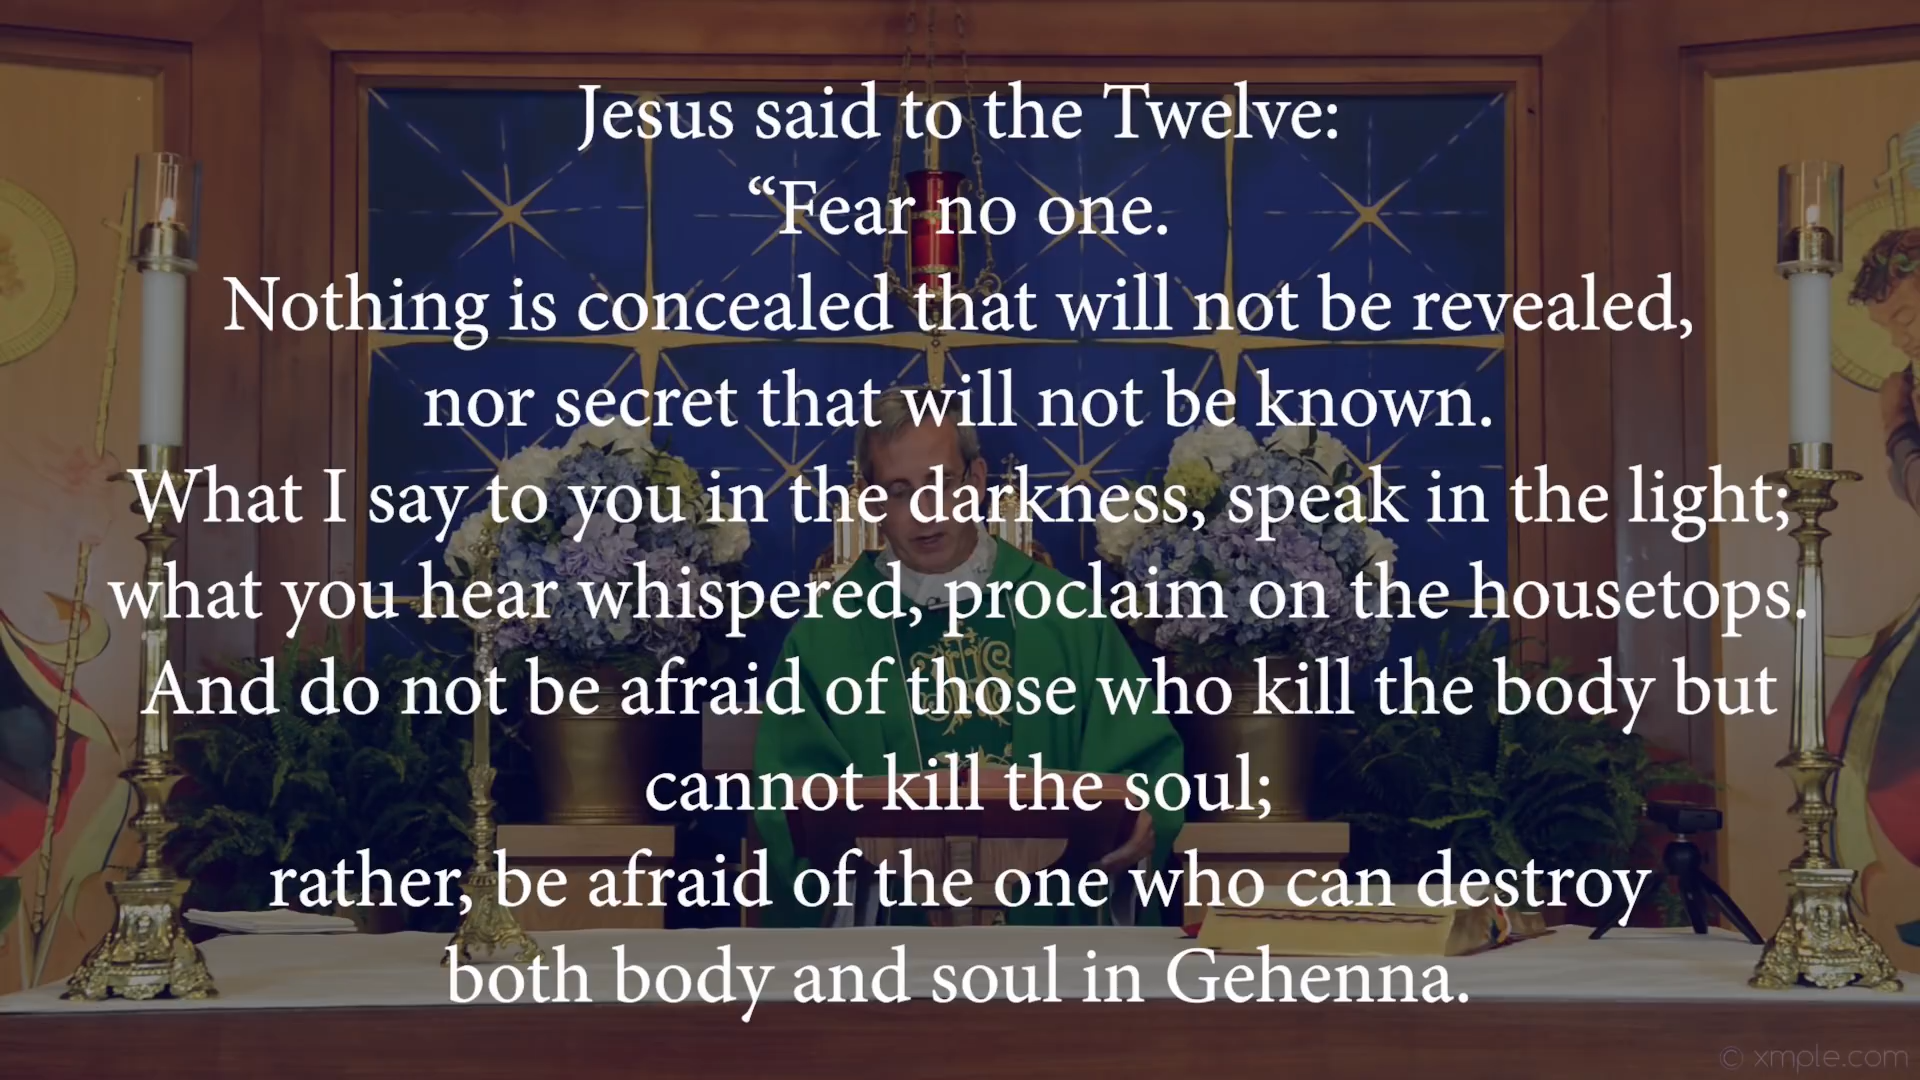 Jesus said to the Twelve:
“Fear no one.
Nothing is concealed that will not be revealed,
nor secret that will not be known.
What I say to you in the darkness, speak in the light;
what you hear whispered, proclaim on the housetops.
And do not be afraid of those who kill the body but
cannot kill the soul;
rather, be afraid of the one who can destroy
both body and soul in Gehenna.
© xmple.com